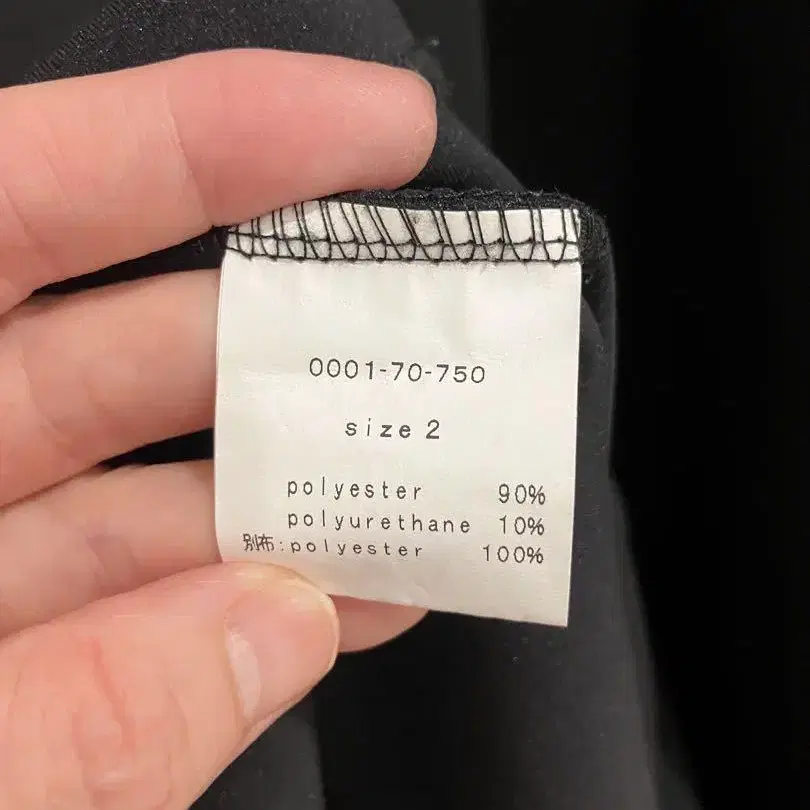 0001-70-750
size 2
polyester 90%
polyurethane 10%
別布:polyester 100%